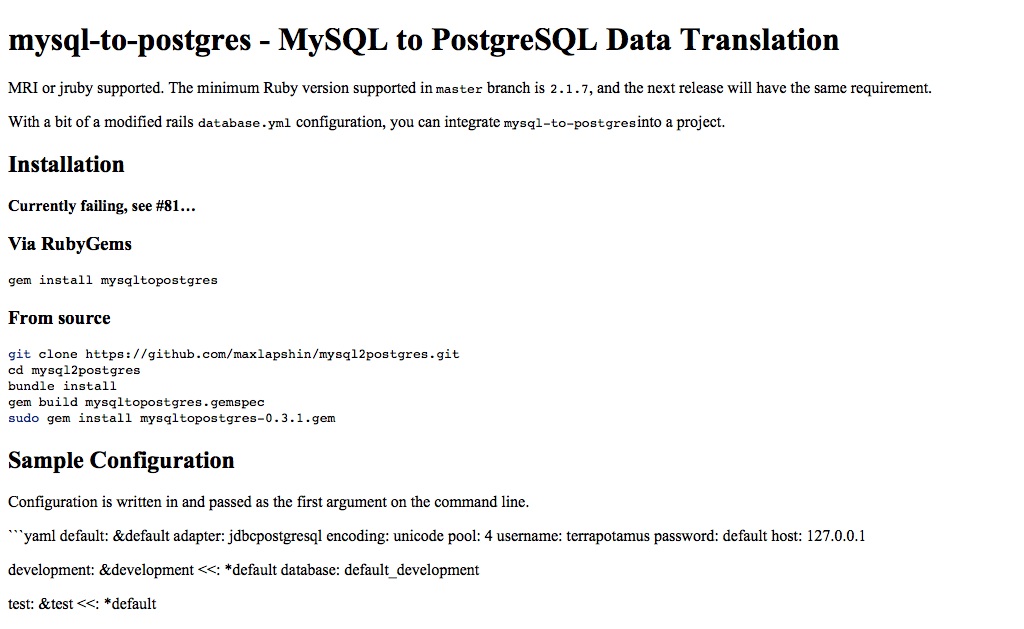 mysql-to-postgres - MySQL to PostgreSQL Data Translation
MRI or jruby supported. The minimum Ruby version supported in master branch is 2.1.7, and the next release will have the same requirement.
With a bit of a modified rails database.yml configuration, you can integrate mysql-to-postgresinto a project.
Installation
Currently failing, see #81...
Via RubyGems
gem install mysqltopostgres
From source
git clone https://github.com/maxlapshin/mysql2postgres.git
cd mysql2postgres
bundle install
gem build mysqltopostgres.gemspec
sudo gem install mysqltopostgres-0.3.1.gem
Sample Configuration
Configuration is written in and passed as the first argument on the command line.
```yaml default: &default adapter: jdbcpostgresql encoding: unicode pool: 4 username: terrapotamus password: default host: 127.0.0.1
development: &development <<: *default database: default_development
test: &test <<: *default